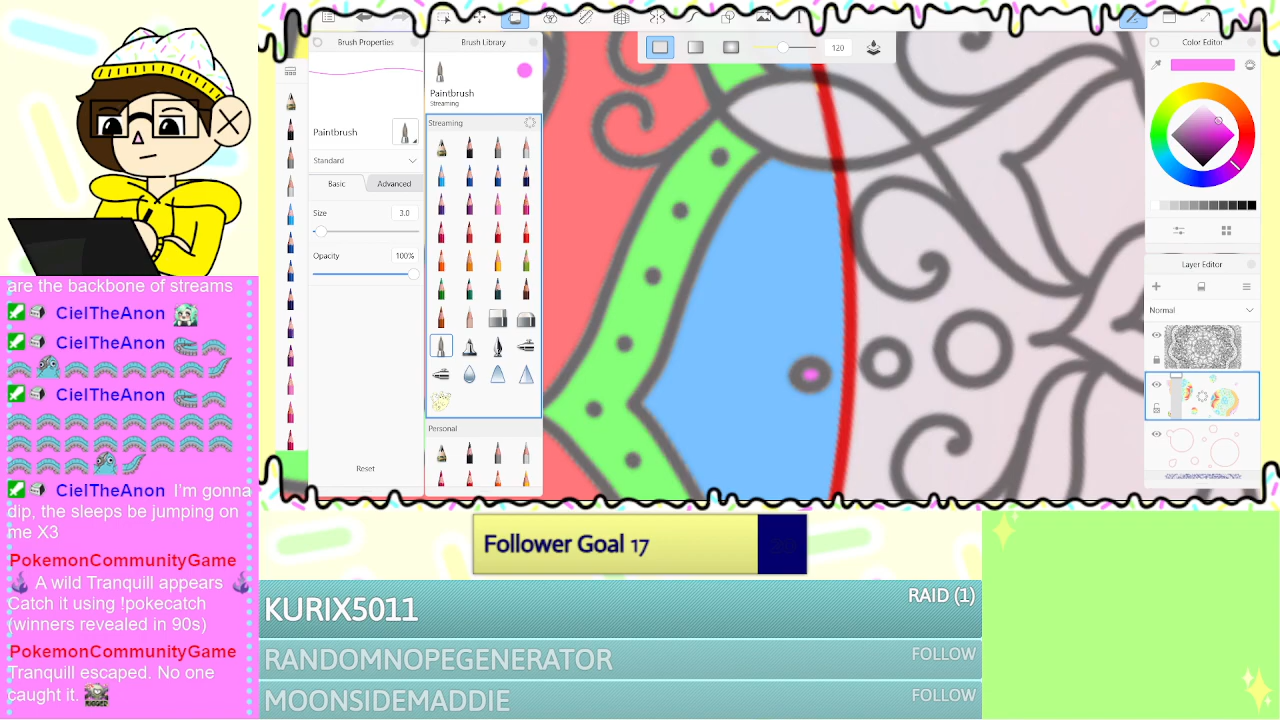 Brush Properties
Paintbrush
Standard
Basic
Advanced
Size
3.0
Opacity
100%
Reset
Brush Library
Paintbrush
Streaming
Streaming
Personal
120
Color Editor
Layer Editor
Normal
are the backbone of streams
CielTheAnon
CielTheAnon
CielTheAnon
CielTheAnon I'm gonna
dip, the sleeps be jumping on
me X3
PokemonCommunityGame
A wild Tranquill appears
Catch it using !pokecatch
(winners revealed in 90s)
PokemonCommunityGame
Tranquill escaped. No one
caught it.
Follower Goal 17
KURIX5011
RAID (1)
RANDOMNOPEGENERATOR
FOLLOW
MOONSIDEMADDIE
FOLLOW